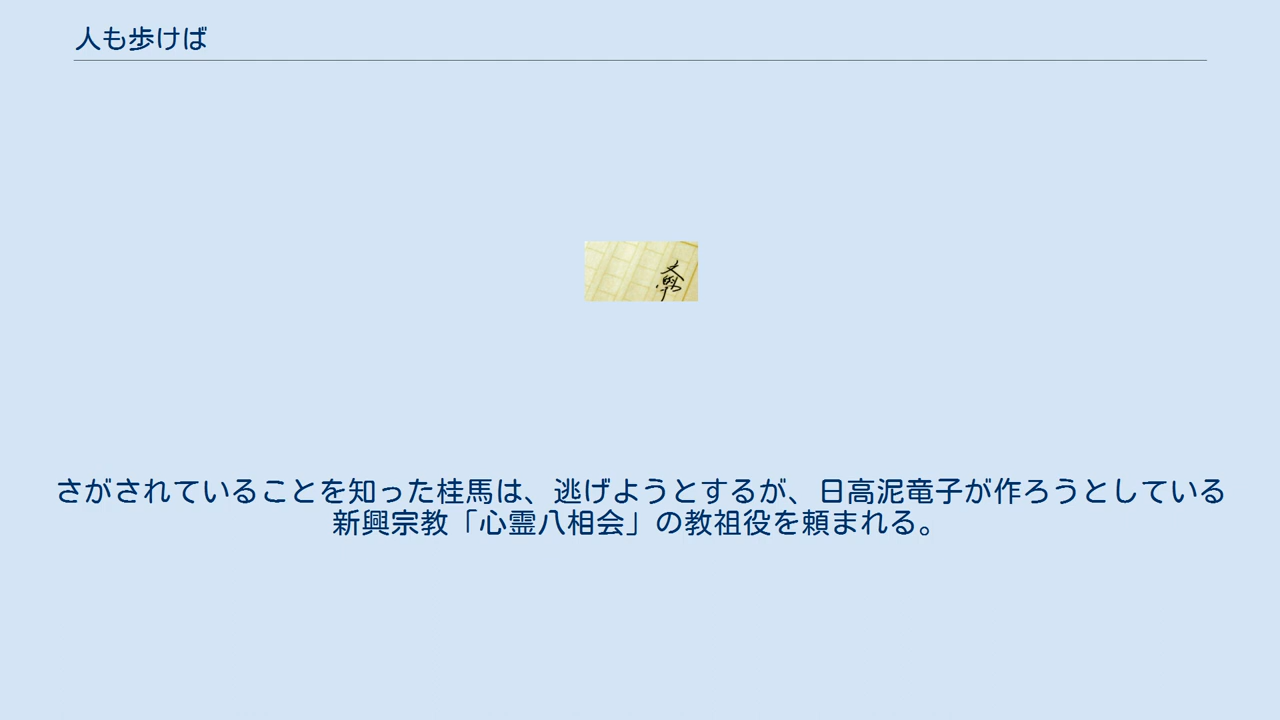 人も歩けば
さがされていることを知った桂馬は、逃げようとするが、日高泥竜子が作ろうとしている
新興宗教「心霊八相会」の教祖役を頼まれる。